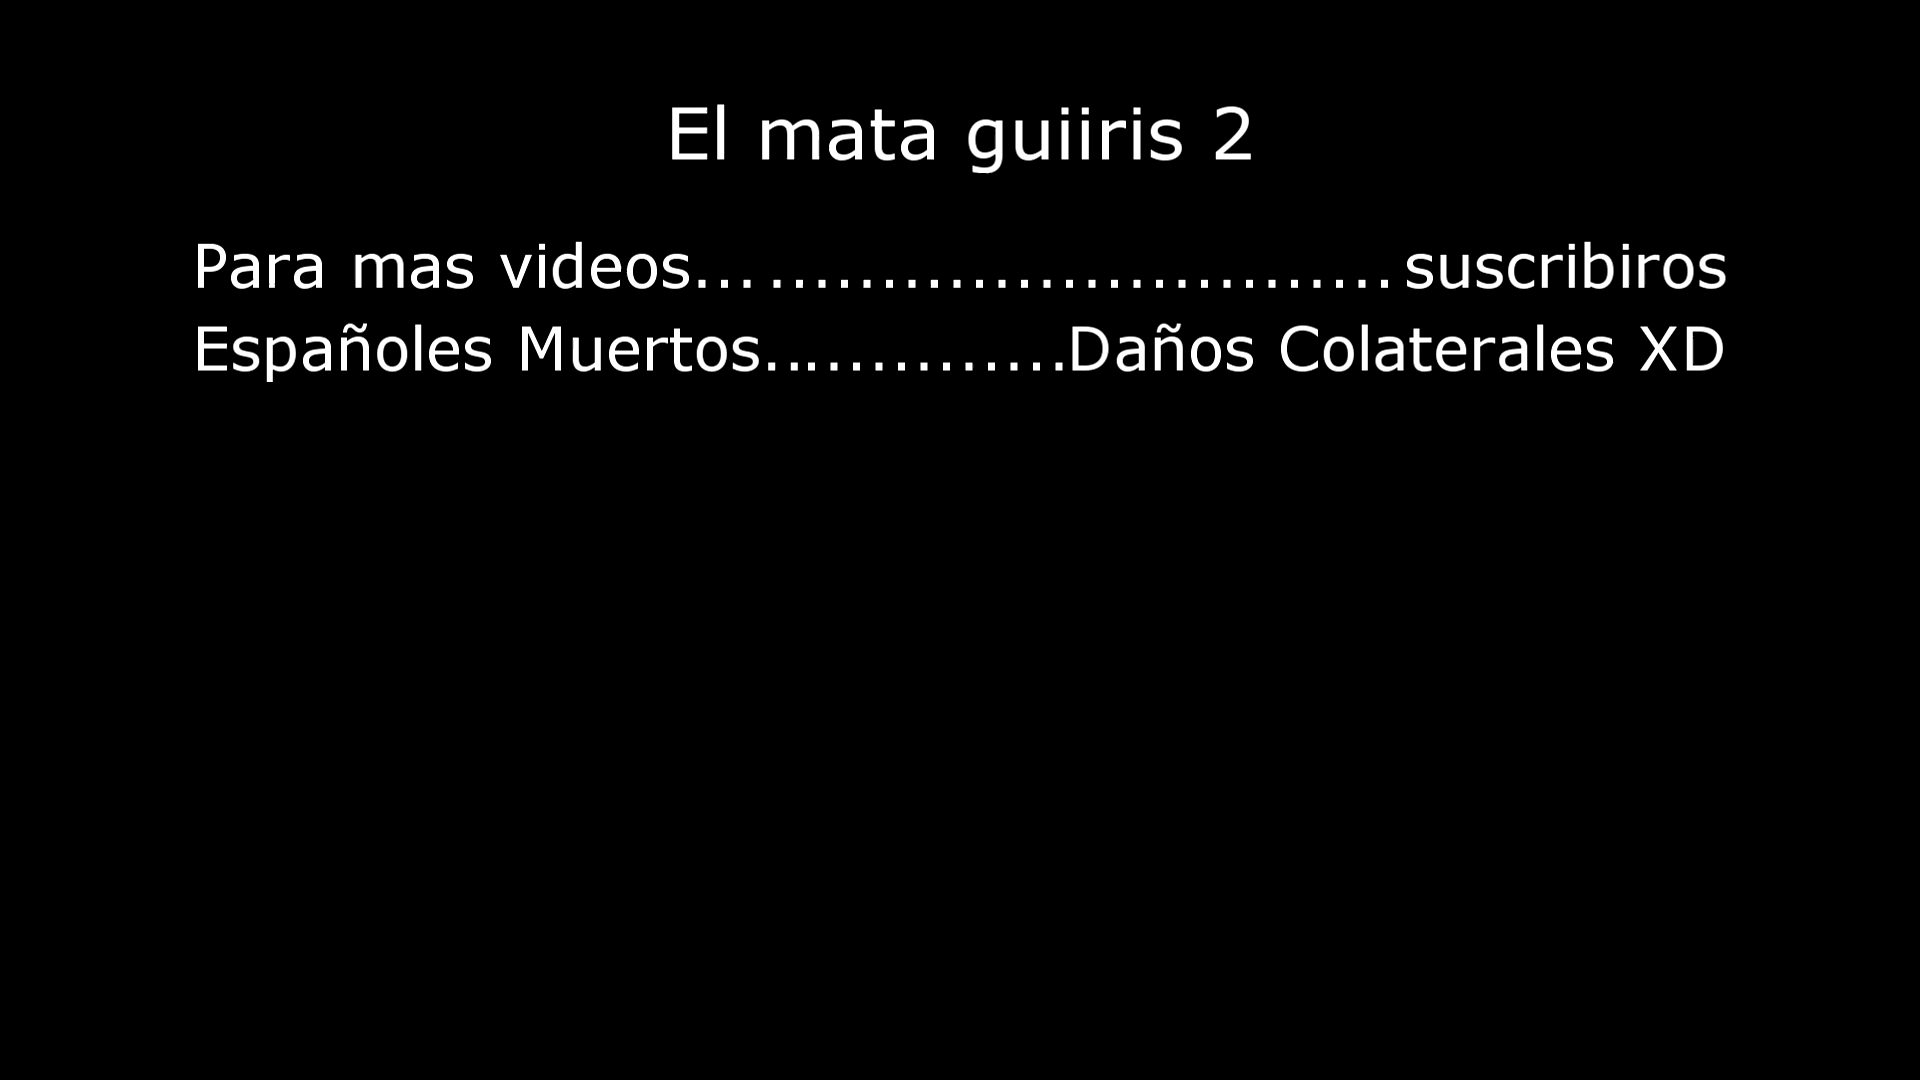 El mata guiiris 2
Para mas videos............................... suscribiros
Españoles Muertos..............Daños Colaterales XD